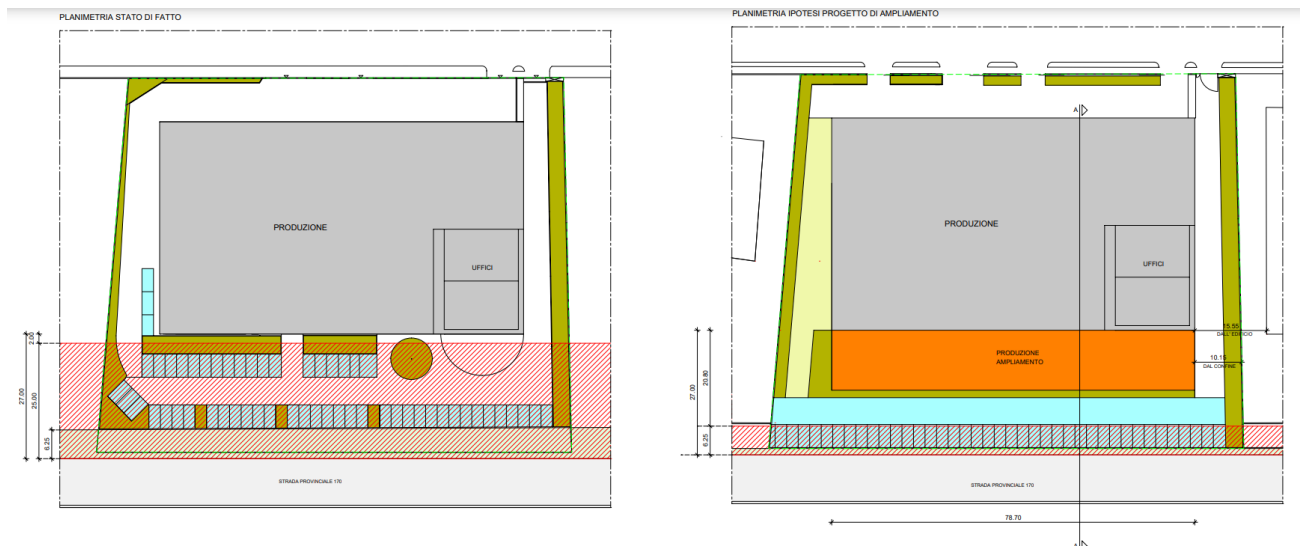 PLANIMETRIA STATO DI FATTO
PRODUZIONE
UFFICI
2.00
27.00
25.00
6.25
STRADA PROVINCIALE 170
PLANIMETRIA IPOTESI PROGETTO DI AMPLIAMENTO
A
PRODUZIONE
UFFICI
15.55
DALL' EDIFICIO
PRODUZIONE
AMPLIAMENTO
10.15
DAL CONFINE
27.00
20.80
6.25
STRADA PROVINCIALE 170
78.70
A